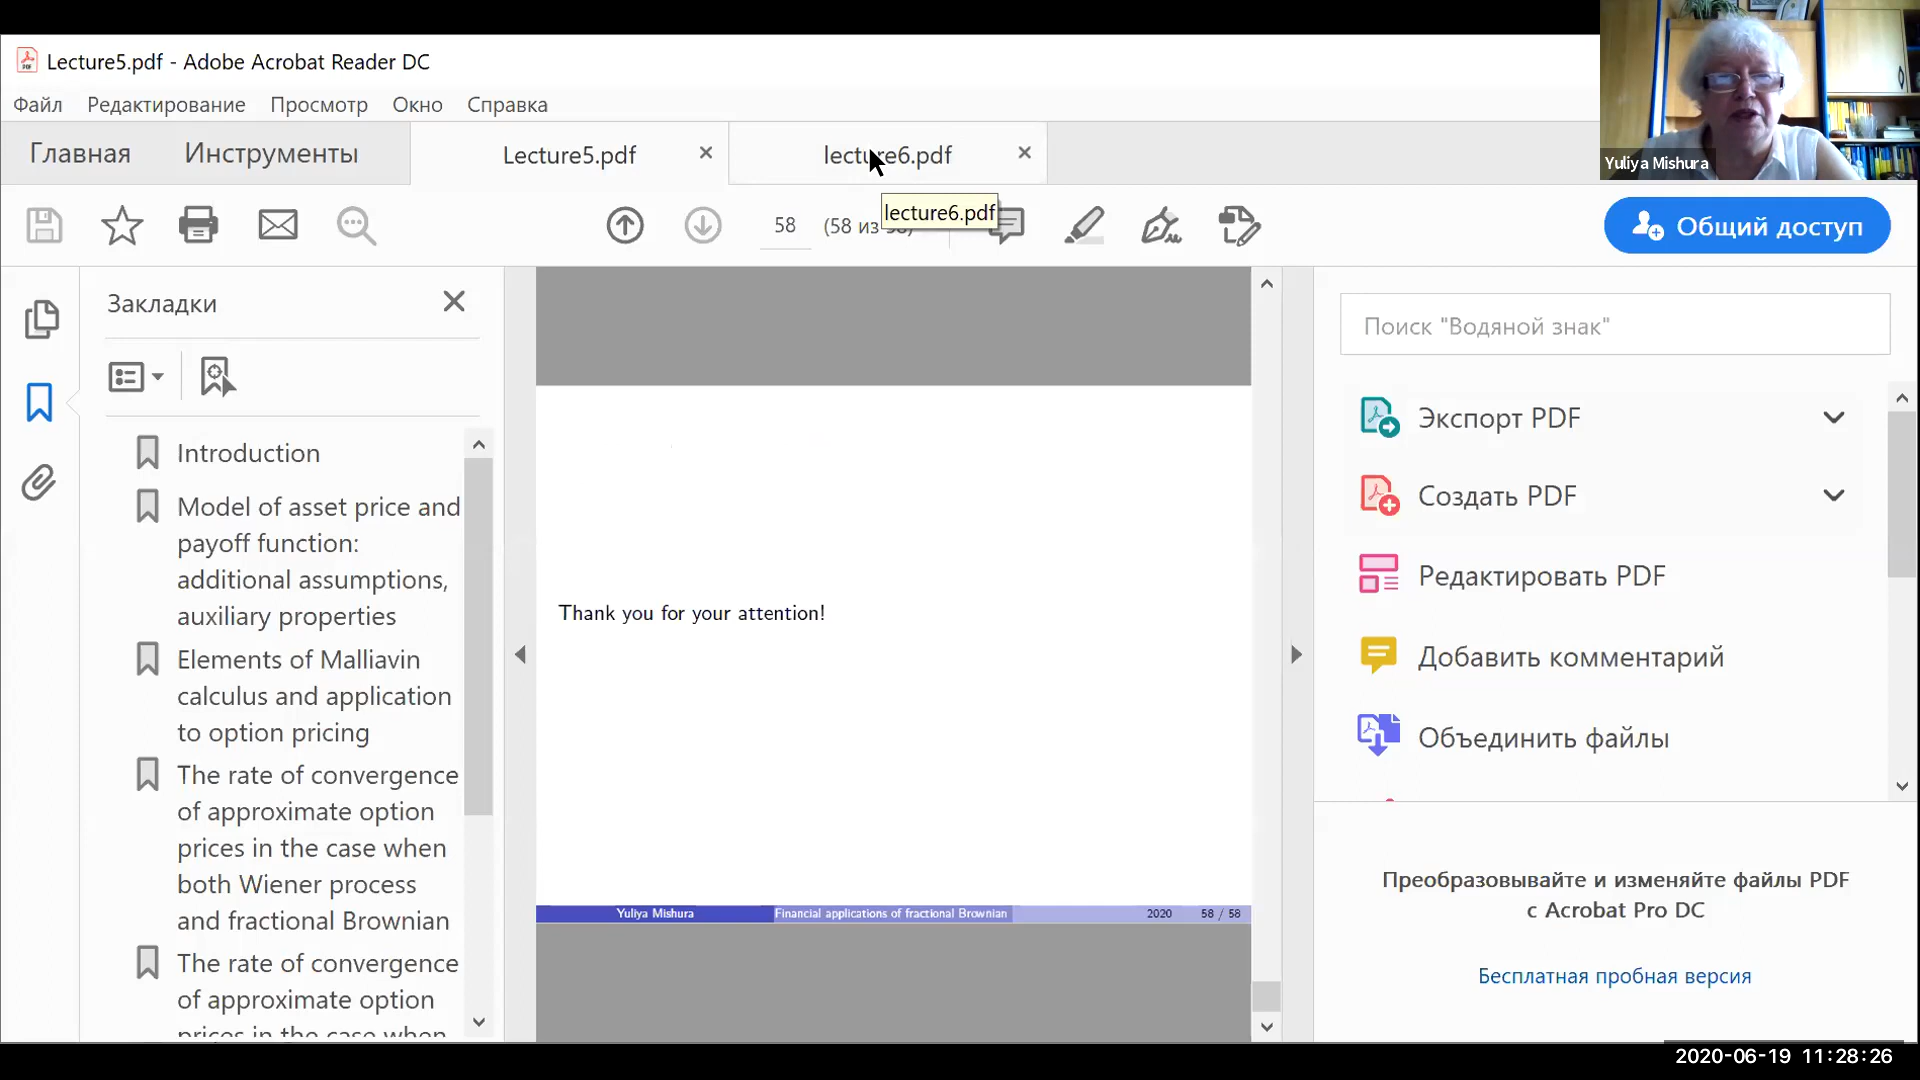 Lecture5.pdf - Adobe Acrobat Reader DC
Файл Редактирование Просмотр Окно Справка
Главная Инструменты Lecture5.pdf lecture6.pdf
Yuliya Mishura
58 (58 из
lecture6.pdf
Общий доступ
Закладки
Introduction
Model of asset price and
payoff function:
additional assumptions,
auxiliary properties
Elements of Malliavin
calculus and application
to option pricing
The rate of convergence
of approximate option
prices in the case when
both Wiener process
and fractional Brownian
The rate of convergence
of approximate option
prices in the case when
Thank you for your attention!
Yuliya Mishura Financial applications of fractional Brownian 2020 58 / 58
Поиск "Водяной знак"
Экспорт PDF
Создать PDF
Редактировать PDF
Добавить комментарий
Объединить файлы
Преобразовывайте и изменяйте файлы PDF
с Acrobat Pro DC
Бесплатная пробная версия
2020-06-19 11:28:26